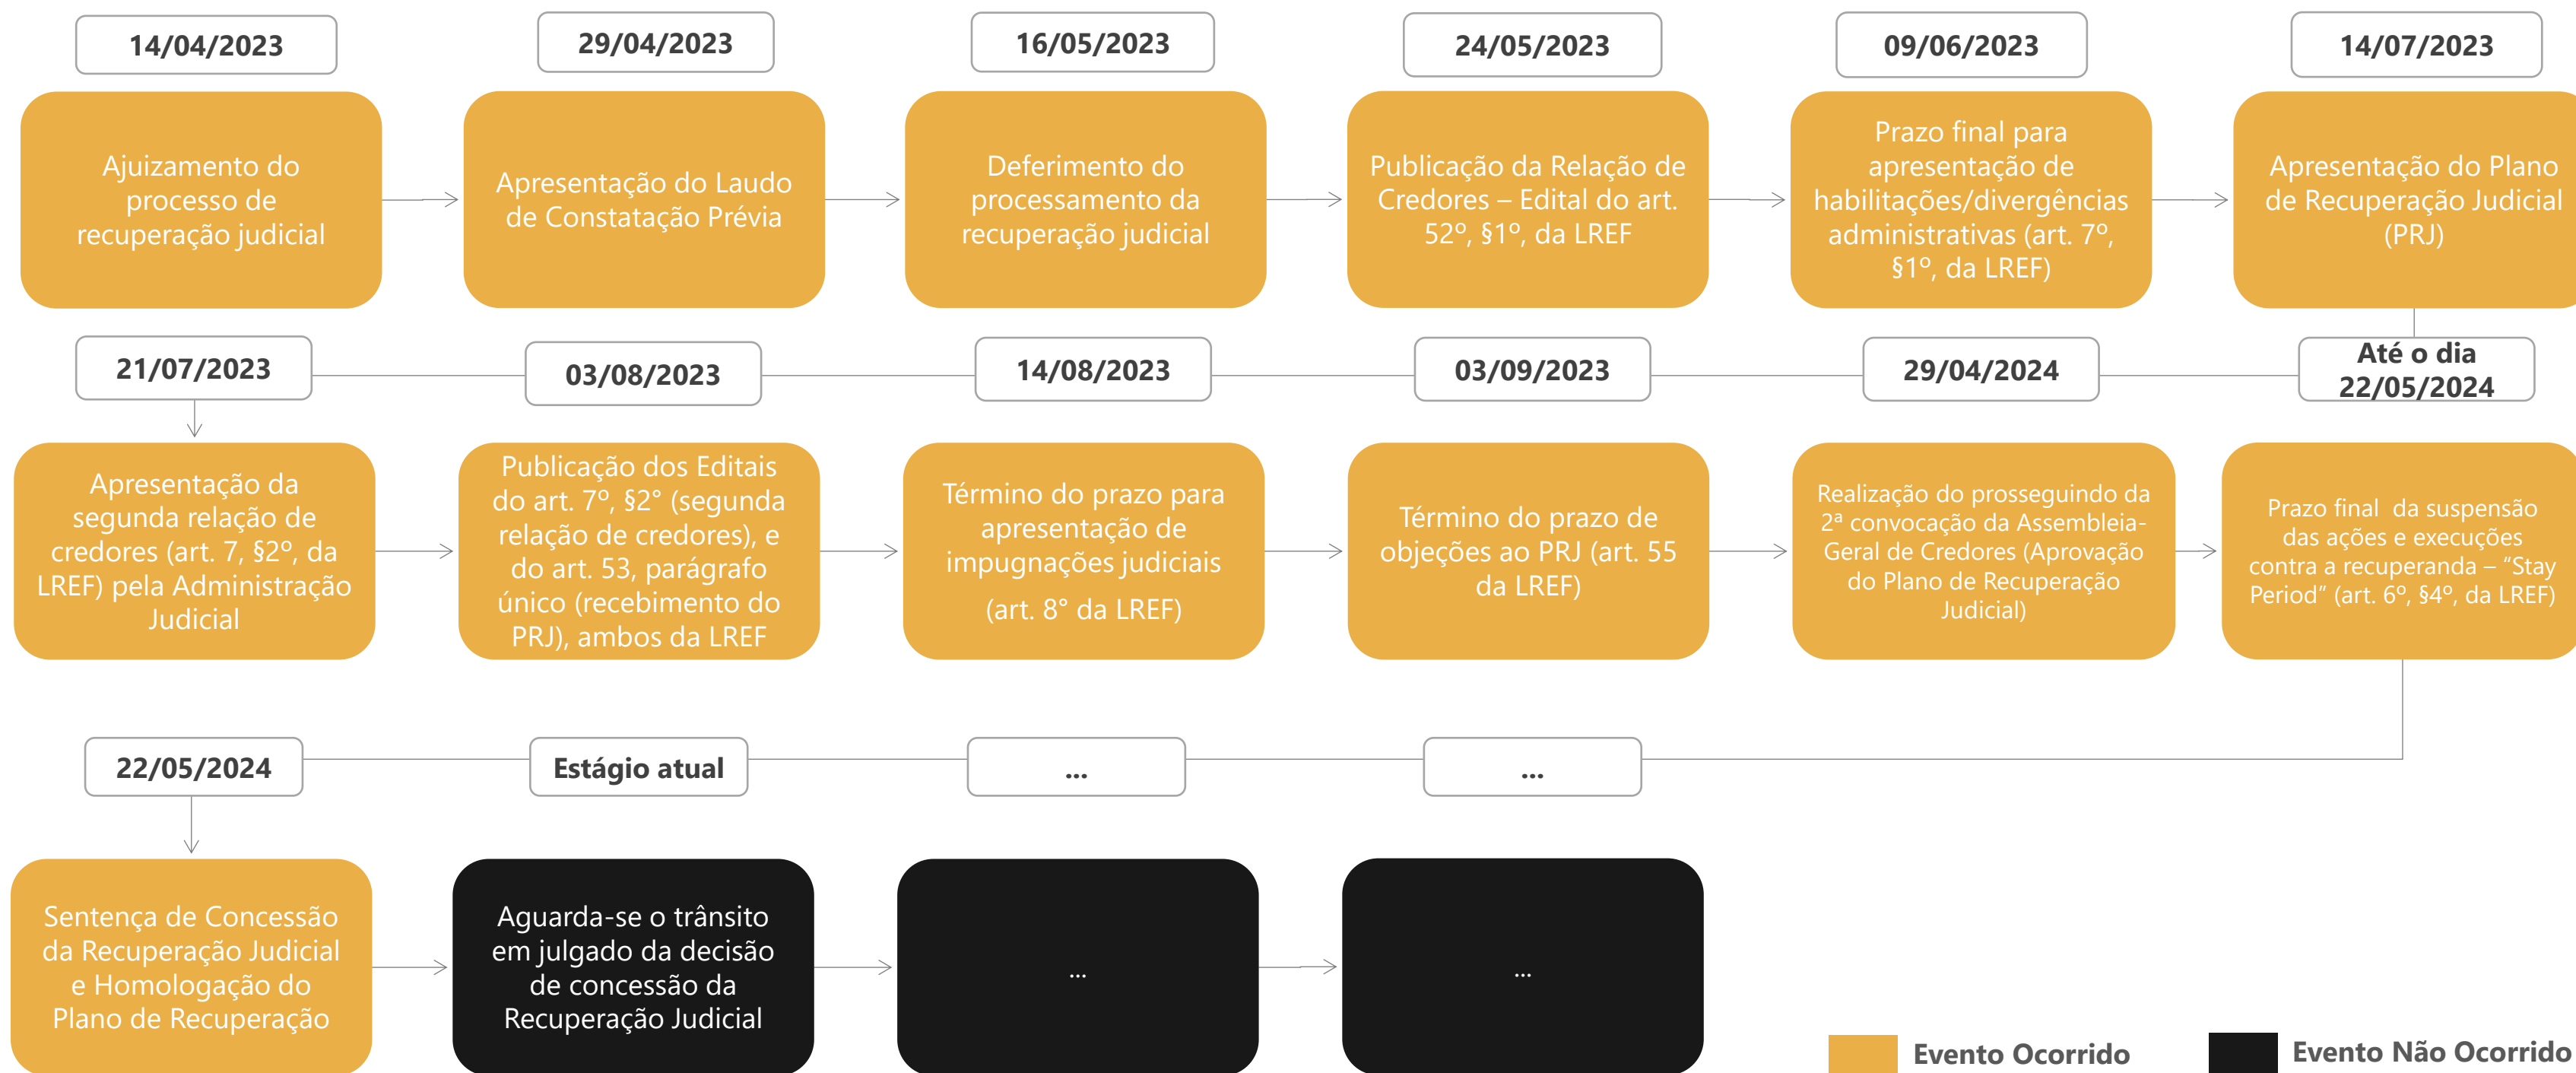 14/04/2023
29/04/2023
16/05/2023
24/05/2023
09/06/2023
14/07/2023
Ajuizamento do
processo de
recuperação judicial
Apresentação do Laudo
de Constatação Prévia
Deferimento do
processamento da
recuperação judicial
Publicação da Relação de
Credores – Edital do art.
52º, §1º, da LREF
Prazo final para
apresentação de
habilitações/divergências
administrativas (art. 7º,
§1º, da LREF)
Apresentação do Plano
de Recuperação Judicial
(PRJ)
21/07/2023
03/08/2023
14/08/2023
03/09/2023
29/04/2024
Até o dia
22/05/2024
Apresentação da
segunda relação de
credores (art. 7, §2º, da
LREF) pela Administração
Judicial
Publicação dos Editais
do art. 7º, §2° (segunda
relação de credores), e
do art. 53, parágrafo
único (recebimento do
PRJ), ambos da LREF
Término do prazo para
apresentação de
impugnações judiciais
(art. 8° da LREF)
Término do prazo de
objeções ao PRJ (art. 55
da LREF)
Realização do prosseguindo da
2ª convocação da Assembleia-
Geral de Credores (Aprovação
do Plano de Recuperação
Judicial)
Prazo final da suspensão
das ações e execuções
contra a recuperanda – “Stay
Period” (art. 6º, §4º, da LREF)
22/05/2024
Estágio atual
...
...
Sentença de Concessão
da Recuperação Judicial
e Homologação do
Plano de Recuperação
Aguarda-se o trânsito
em julgado da decisão
de concessão da
Recuperação Judicial
...
...
Evento Ocorrido
Evento Não Ocorrido